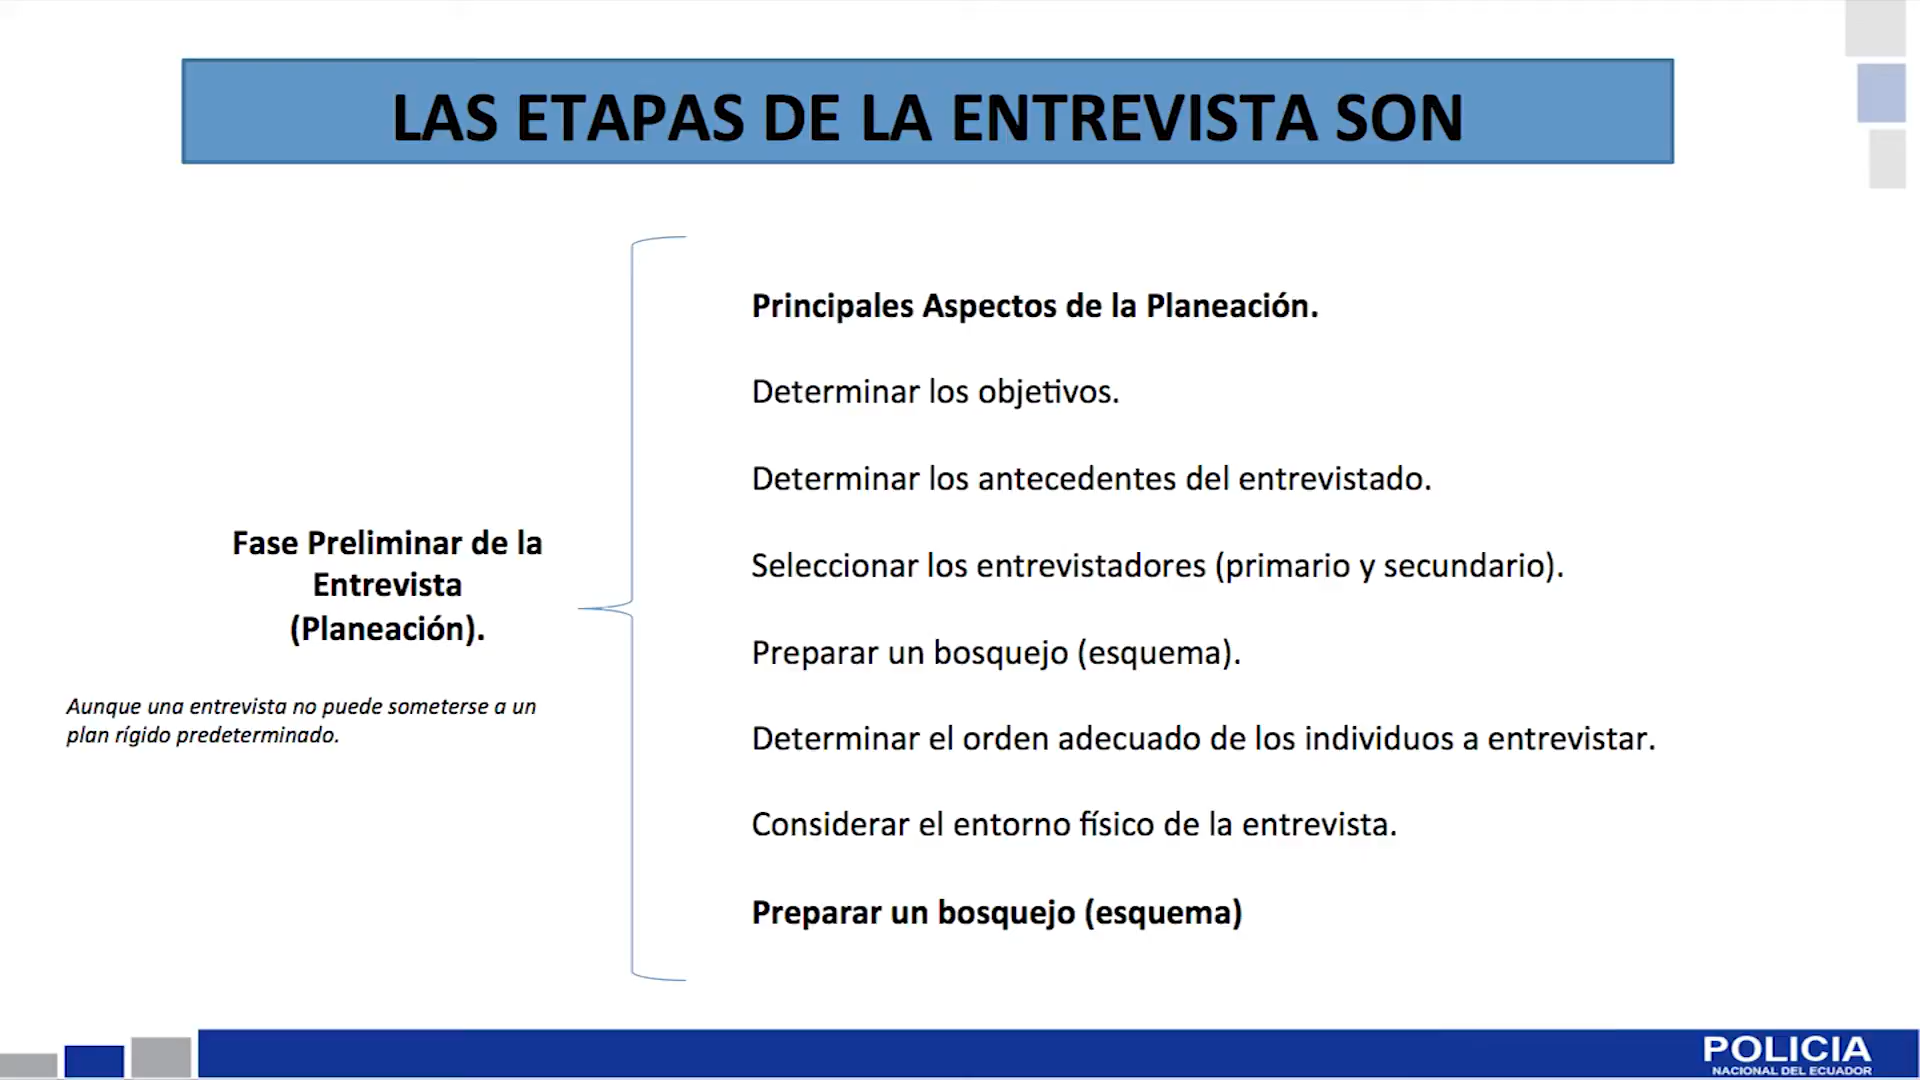 LAS ETAPAS DE LA ENTREVISTA SON
Fase Preliminar de la
Entrevista
(Planeación).
Aunque una entrevista no puede someterse a un
plan rígido predeterminado.
Principales Aspectos de la Planeación.
Determinar los objetivos.
Determinar los antecedentes del entrevistado.
Seleccionar los entrevistadores (primario y secundario).
Preparar un bosquejo (esquema).
Determinar el orden adecuado de los individuos a entrevistar.
Considerar el entorno físico de la entrevista.
Preparar un bosquejo (esquema)
POLICIA
NACIONAL DEL ECUADOR